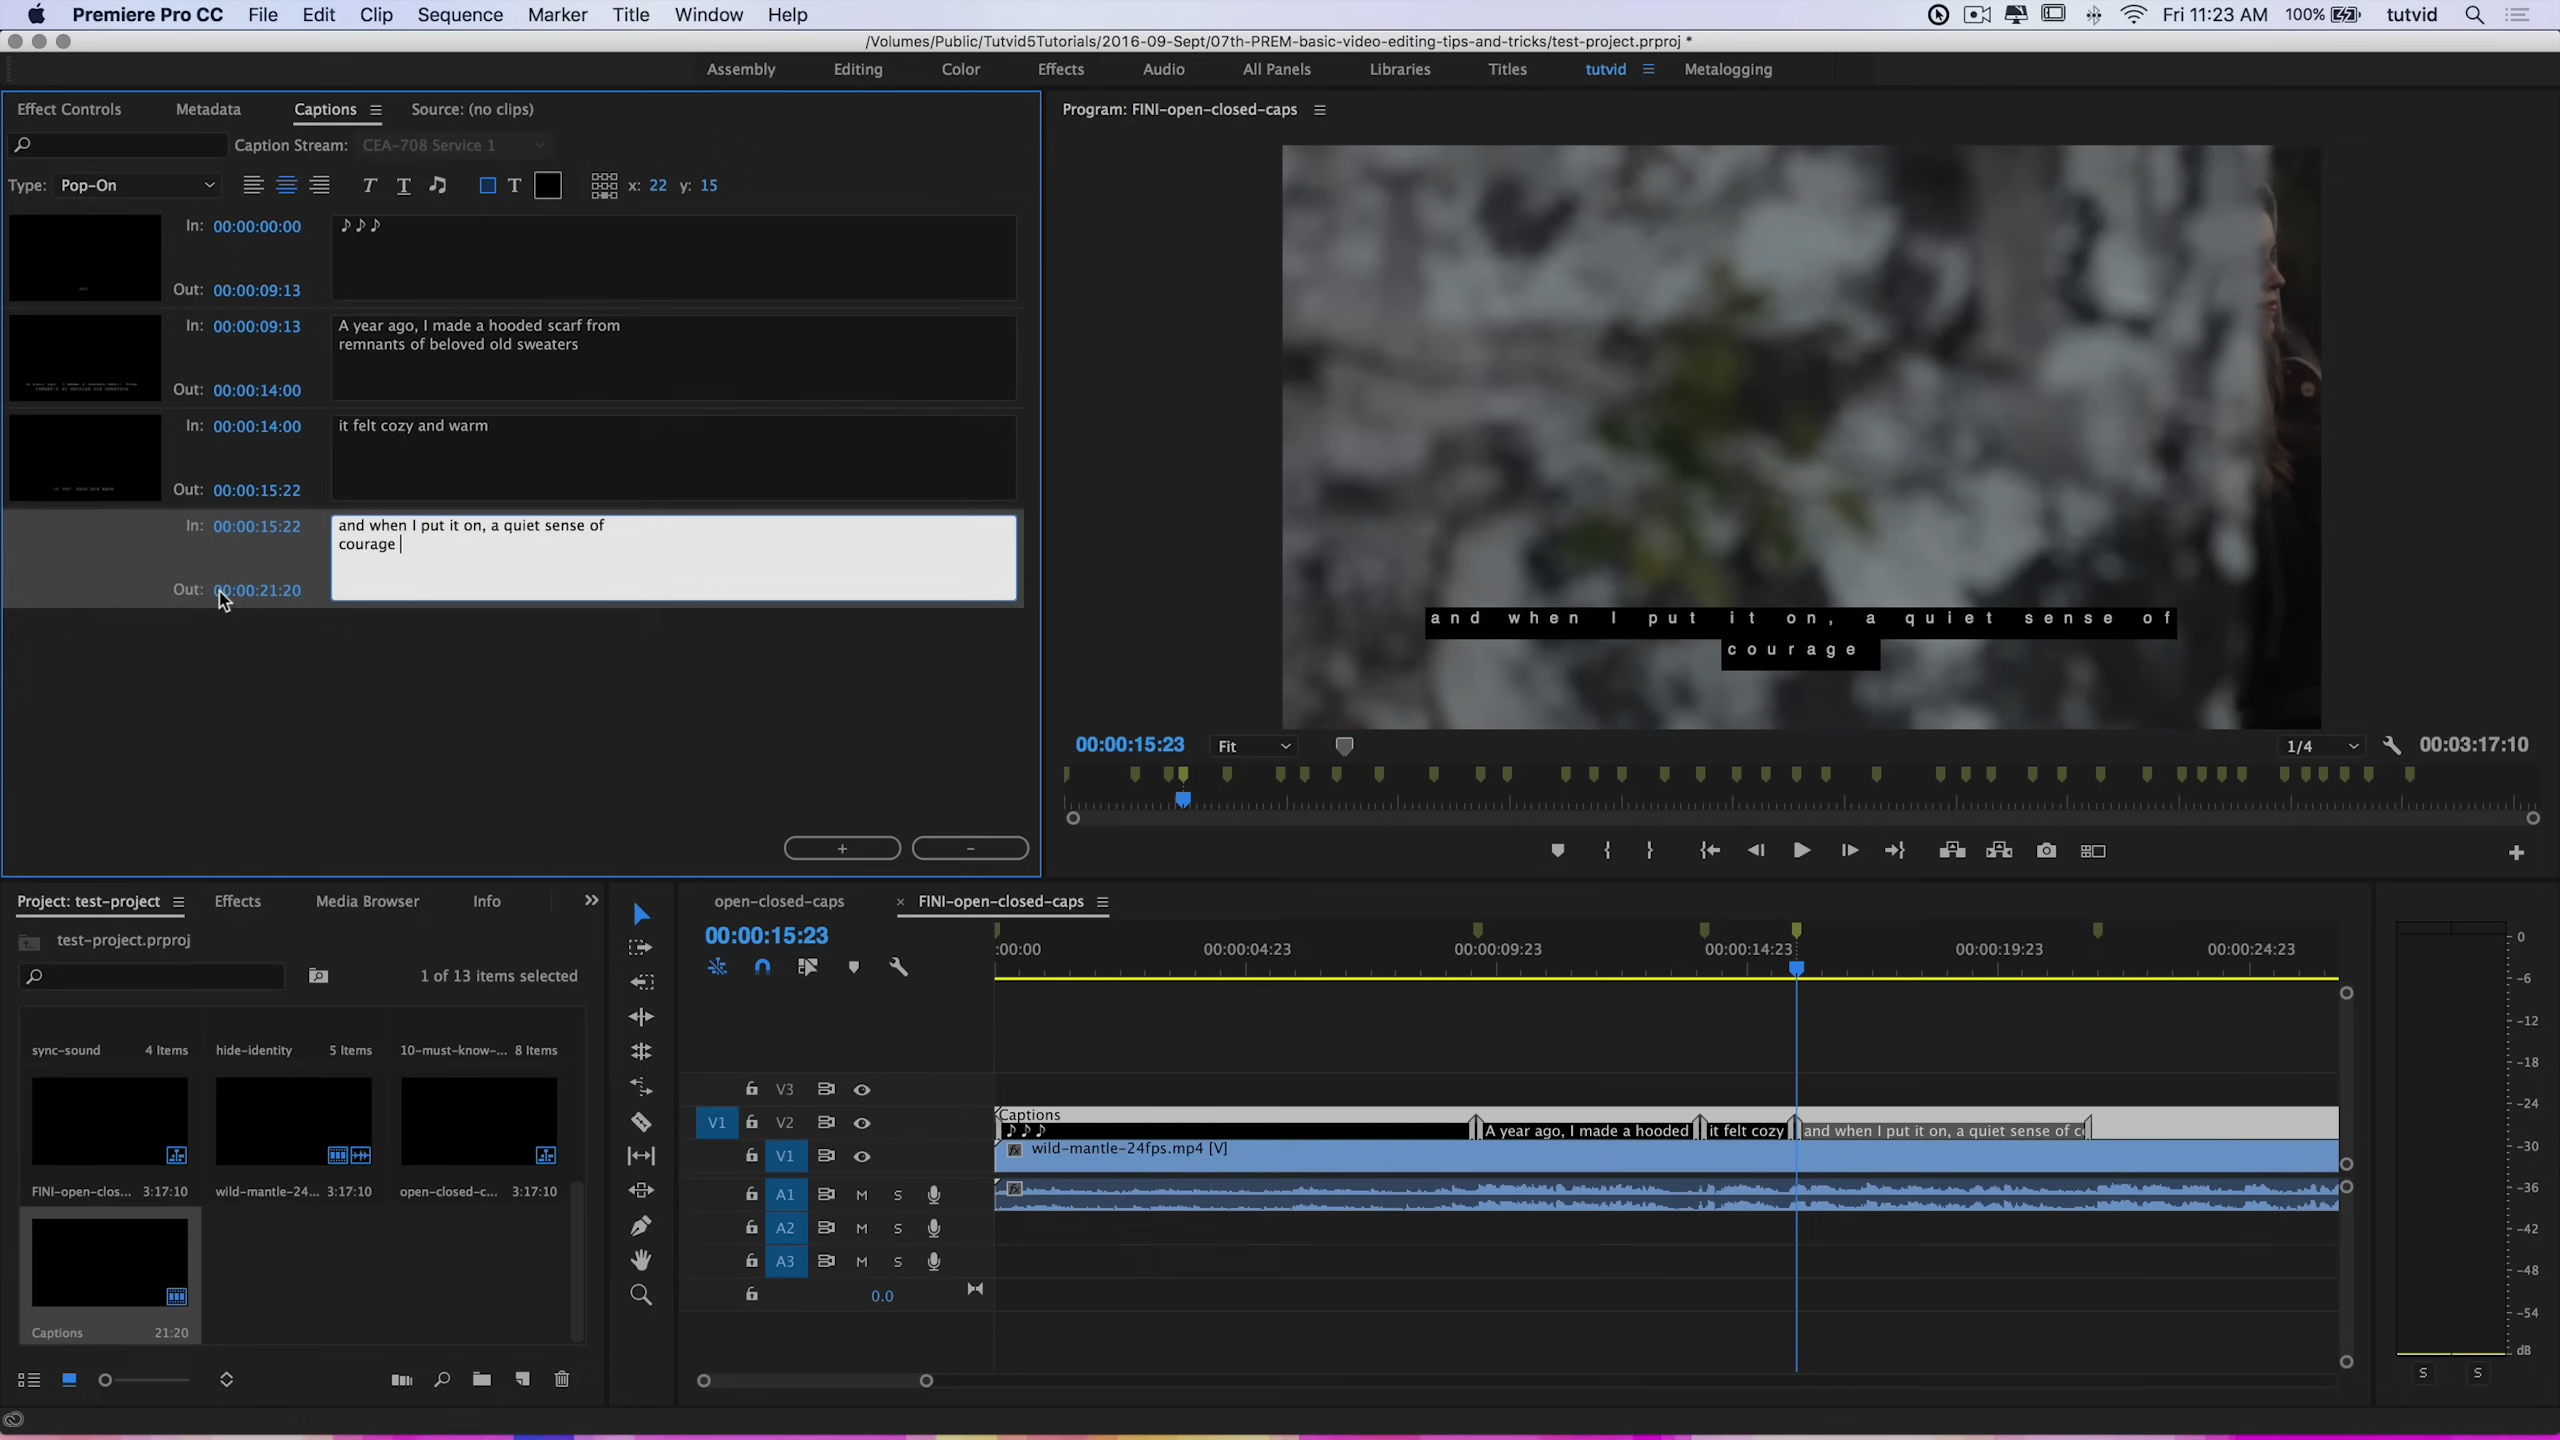 Premiere Pro CC File Edit Clip Sequence Marker Title Window Help Fri 11:23 AM 100% tutvid
/Volumes/Public/Tutvid5Tutorials/2016-09-Sept/07th-PREM-basic-video-editing-tips-and-tricks/test-project.prproj *
Assembly Editing Color Effects Audio All Panels Libraries Titles tutvid Metalogging
Effect Controls Metadata Captions Source: (no clips)
Caption Stream: CEA-708 Service 1
Type: Pop-On T T T x: 22 y: 15
In: 00:00:00:00 ♪♪♪
Out: 00:00:09:13
In: 00:00:09:13 A year ago, I made a hooded scarf from
remnants of beloved old sweaters
Out: 00:00:14:00
In: 00:00:14:00 it felt cozy and warm
Out: 00:00:15:22
In: 00:00:15:22 and when I put it on, a quiet sense of
courage
Out: 00:00:21:20
+ -
Program: FINI-open-closed-caps
and when I put it on, a quiet sense of
courage
00:00:15:23 Fit 1/4 00:03:17:10
Project: test-project Effects Media Browser Info
test-project.prproj
1 of 13 items selected
sync-sound 4 Items hide-identity 5 Items 10-must-know-... 8 Items
FINI-open-clos... 3:17:10 wild-mantle-24... 3:17:10 open-closed-c... 3:17:10
Captions 21:20
open-closed-caps × FINI-open-closed-caps
00:00:15:23
:00:00 00:00:04:23 00:00:09:23 00:00:14:23 00:00:19:23 00:00:24:23
V3
Captions
V1 V2 ♪♪♪ A year ago, I made a hooded it felt cozy and when I put it on, a quiet sense of c
V1 fx wild-mantle-24fps.mp4 [V]
A1 M S fx
A2 M S
A3 M S
0.0
0
-6
-12
-18
-24
-30
-36
-42
-48
-54
dB
S S